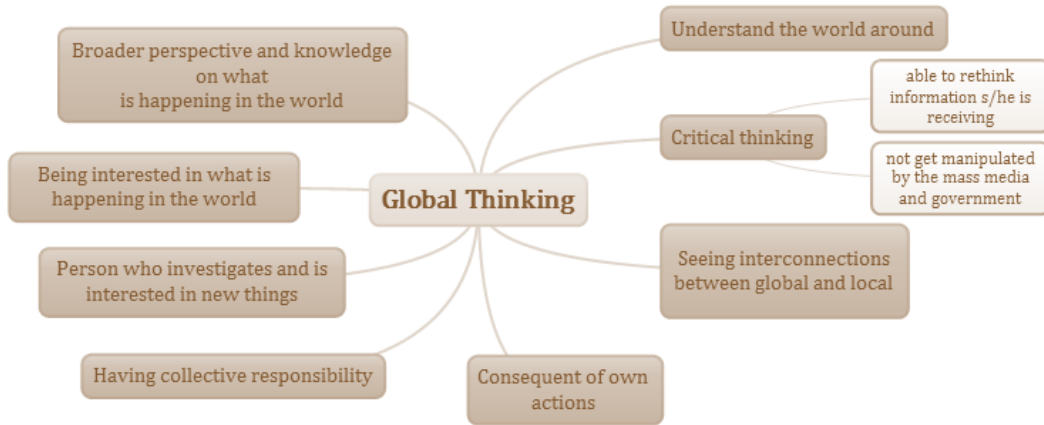 Broader perspective and knowledge
on what
is happening in the world
Being interested in what is
happening in the world
Person who investigates and is
interested in new things
Having collective responsibility
Global Thinking
Understand the world around
Critical thinking
able to rethink
information s/he is
receiving
not get manipulated
by the mass media
and government
Seeing interconnections
between global and local
Consequent of own
actions